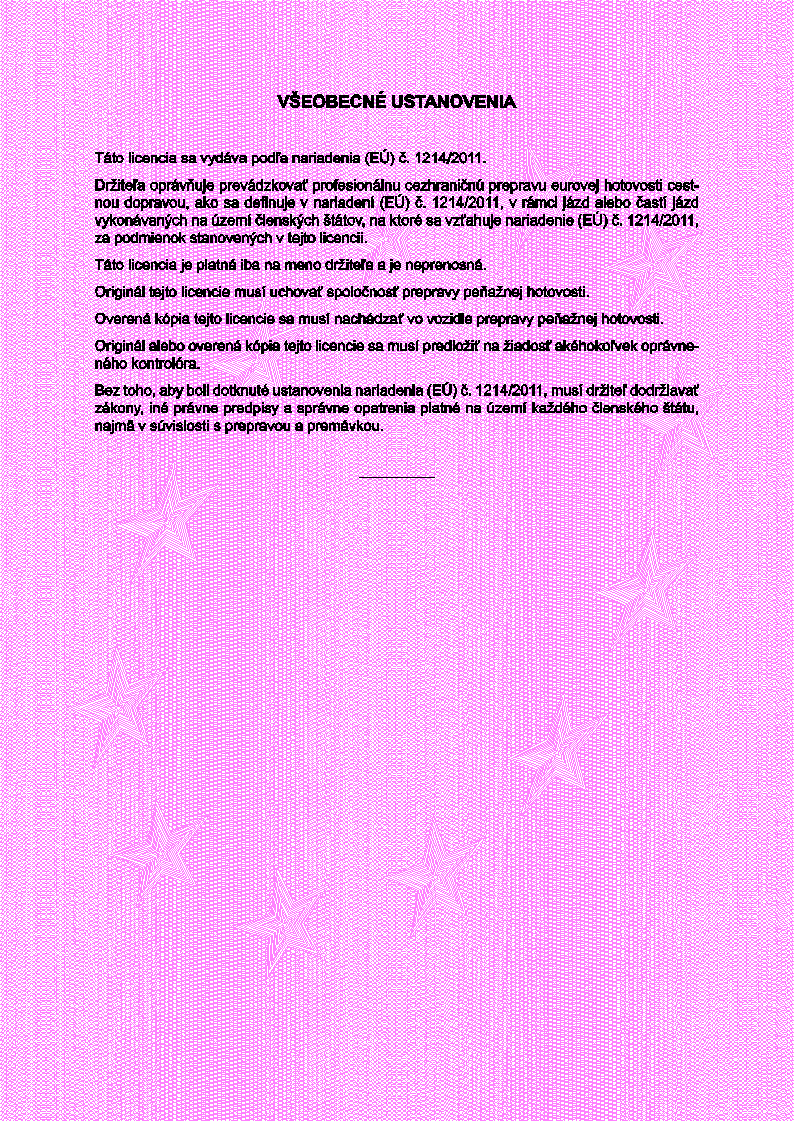 VŠEOBECNÉ USTANOVENIA
Táto licencia sa vydáva podľa nariadenia (EÚ) č. 1214/2011.
Držiteľa oprávňuje prevádzkovať profesionálnu cezhraničnú prepravu eurovej hotovosti cest-
nou dopravou, ako sa definuje v nariadení (EÚ) č. 1214/2011, v rámci jázd alebo častí jázd
vykonávaných na území členských štátov, na ktoré sa vzťahuje nariadenie (EÚ) č. 1214/2011,
za podmienok stanovených v tejto licencii.
Táto licencia je platná iba na meno držiteľa a je neprenosná.
Originál tejto licencie musí uchovať spoločnosť prepravy peňažnej hotovosti.
Overená kópia tejto licencie sa musí nachádzať vo vozidle prepravy peňažnej hotovosti.
Originál alebo overená kópia tejto licencie sa musí predložiť na žiadosť akéhokoľvek oprávne-
ného kontrolóra.
Bez toho, aby boli dotknuté ustanovenia nariadenia (EÚ) č. 1214/2011, musí držiteľ dodržiavať
zákony, iné právne predpisy a správne opatrenia platné na území každého členského štátu,
najmä v súvislosti s prepravou a premávkou.